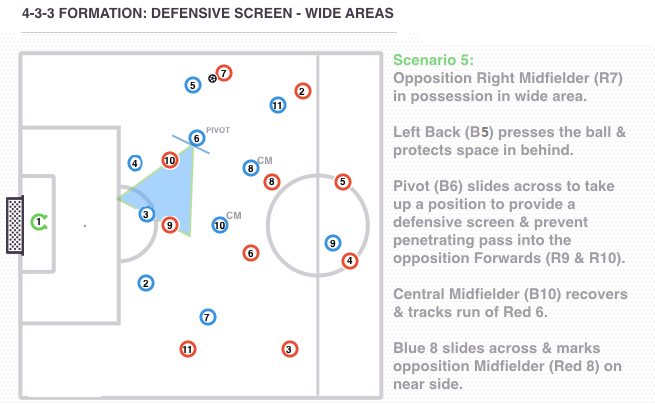 4-3-3 FORMATION: DEFENSIVE SCREEN - WIDE AREAS
7
5
2
11
6
PIVOT
4
10
8
CM
8
5
3
1
9
10
CM
9
6
4
2
7
11
3
Scenario 5:
Opposition Right Midfielder (R7)
in possession in wide area.
Left Back (B5) presses the ball &
protects space in behind.
Pivot (B6) slides across to take
up a position to provide a
defensive screen & prevent
penetrating pass into the
opposition Forwards (R9 & R10).
Central Midfielder (B10) recovers
& tracks run of Red 6.
Blue 8 slides across & marks
opposition Midfielder (Red 8) on
near side.